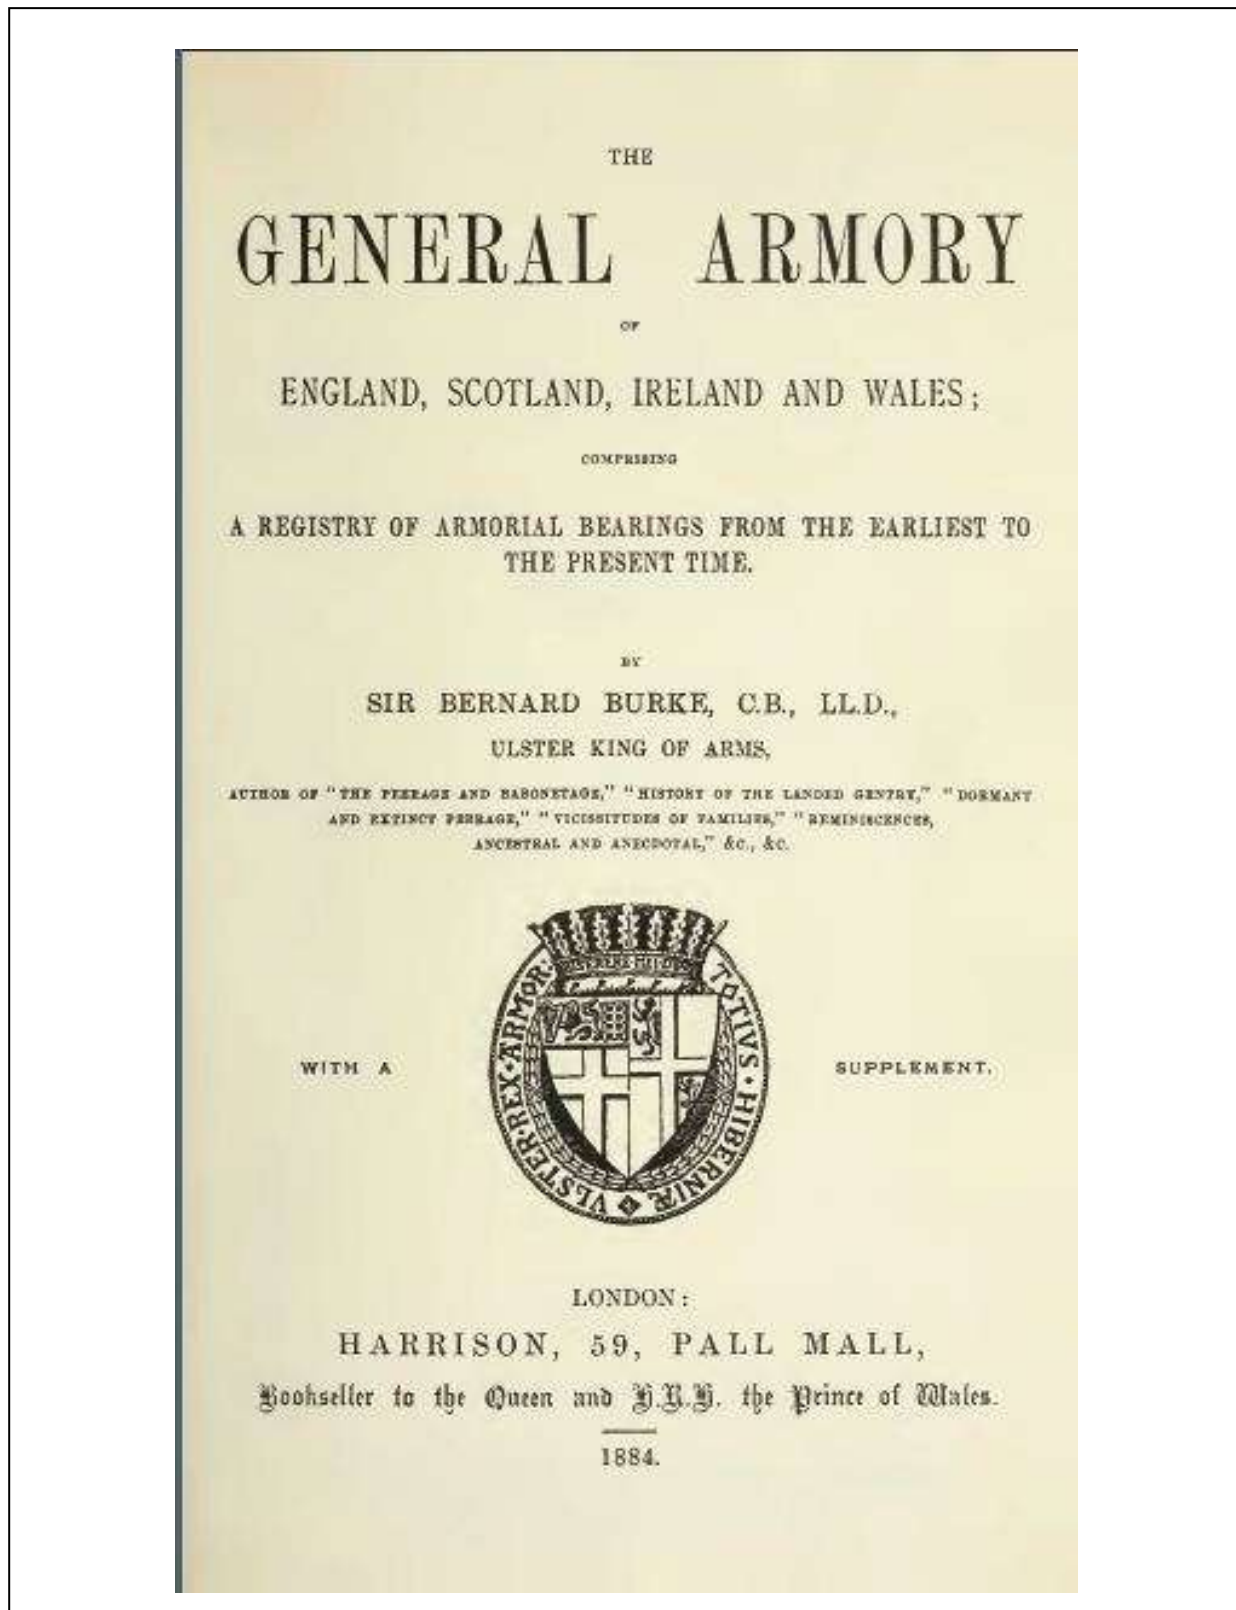 THE
GENERAL ARMORY
OF
ENGLAND, SCOTLAND, IRELAND AND WALES;
COMPRISING
A REGISTRY OF ARMORIAL BEARINGS FROM THE EARLIEST TO
THE PRESENT TIME.
BY
SIR BERNARD BURKE, C.B., LL.D.,
ULSTER KING OF ARMS,
AUTHOR OF "THE PEERAGE AND BARONETAGE," "HISTORY OF THE LANDED GENTRY," "DORMANT
AND EXTINCT PEERAGE," "VICISSITUDES OF FAMILIES," "REMINISCENCES,
ANCESTRAL AND ANECDOTAL," &c., &c.
WITH A SUPPLEMENT.
VLSTER·REX·ARMOR: TOTIVS·HIBERNIÆ
LONDON:
HARRISON, 59, PALL MALL,
Bookseller to the Queen and H.R.H. the Prince of Wales.
1884.